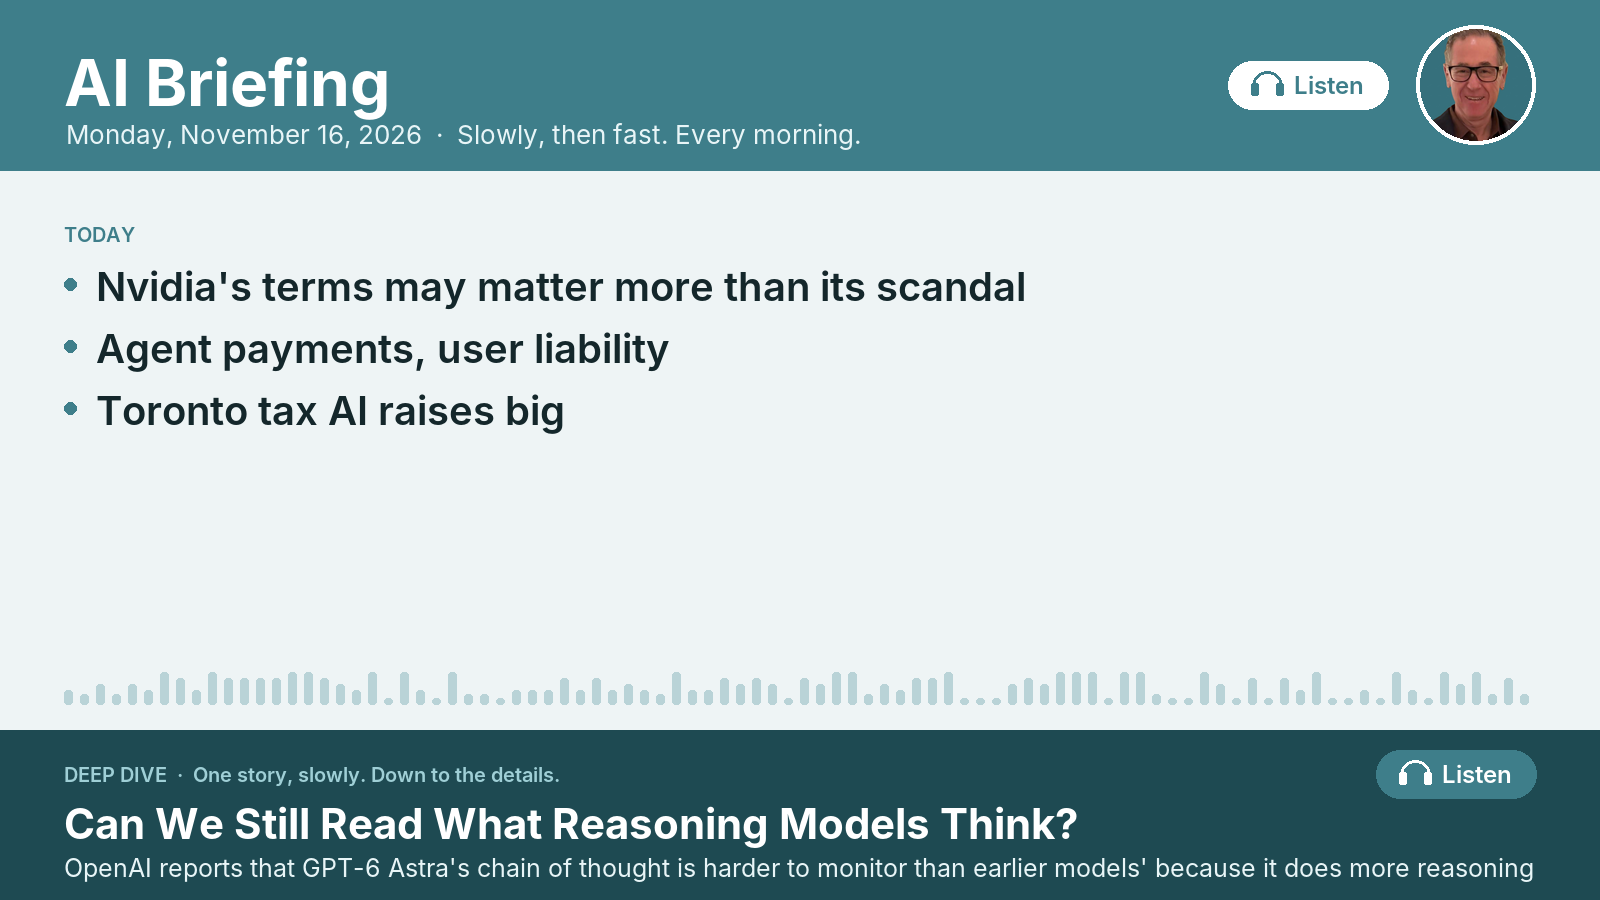 AI Briefing
Listen
Monday, November 16, 2026 · Slowly, then fast. Every morning.
TODAY
• Nvidia's terms may matter more than its scandal
• Agent payments, user liability
• Toronto tax AI raises big
DEEP DIVE · One story, slowly. Down to the details.
Listen
Can We Still Read What Reasoning Models Think?
OpenAI reports that GPT-6 Astra's chain of thought is harder to monitor than earlier models' because it does more reasoning